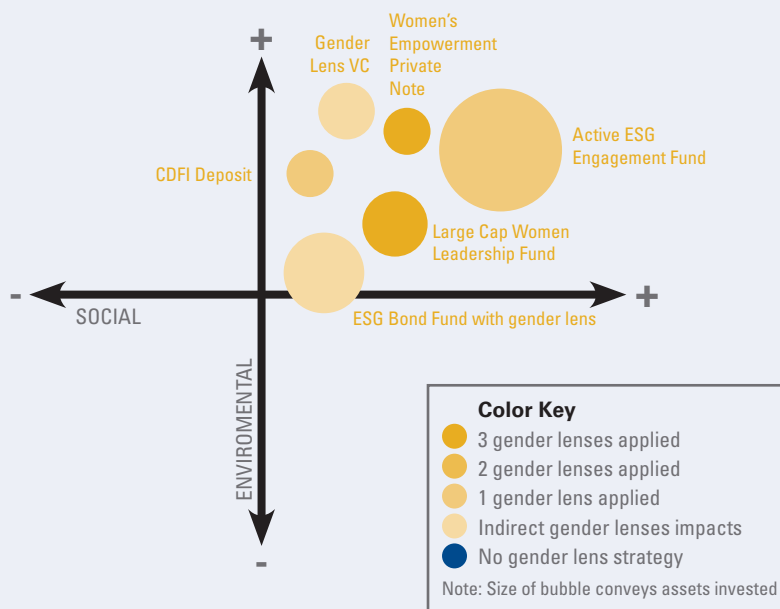 +
Gender
Lens VC
Women's
Empowerment
Private
Note
Active ESG
Engagement Fund
CDFI Deposit
Large Cap Women
Leadership Fund
-
+
SOCIAL
ESG Bond Fund with gender lens
ENVIROMENTAL
-
Color Key
3 gender lenses applied
2 gender lenses applied
1 gender lens applied
Indirect gender lenses impacts
No gender lens strategy
Note: Size of bubble conveys assets invested